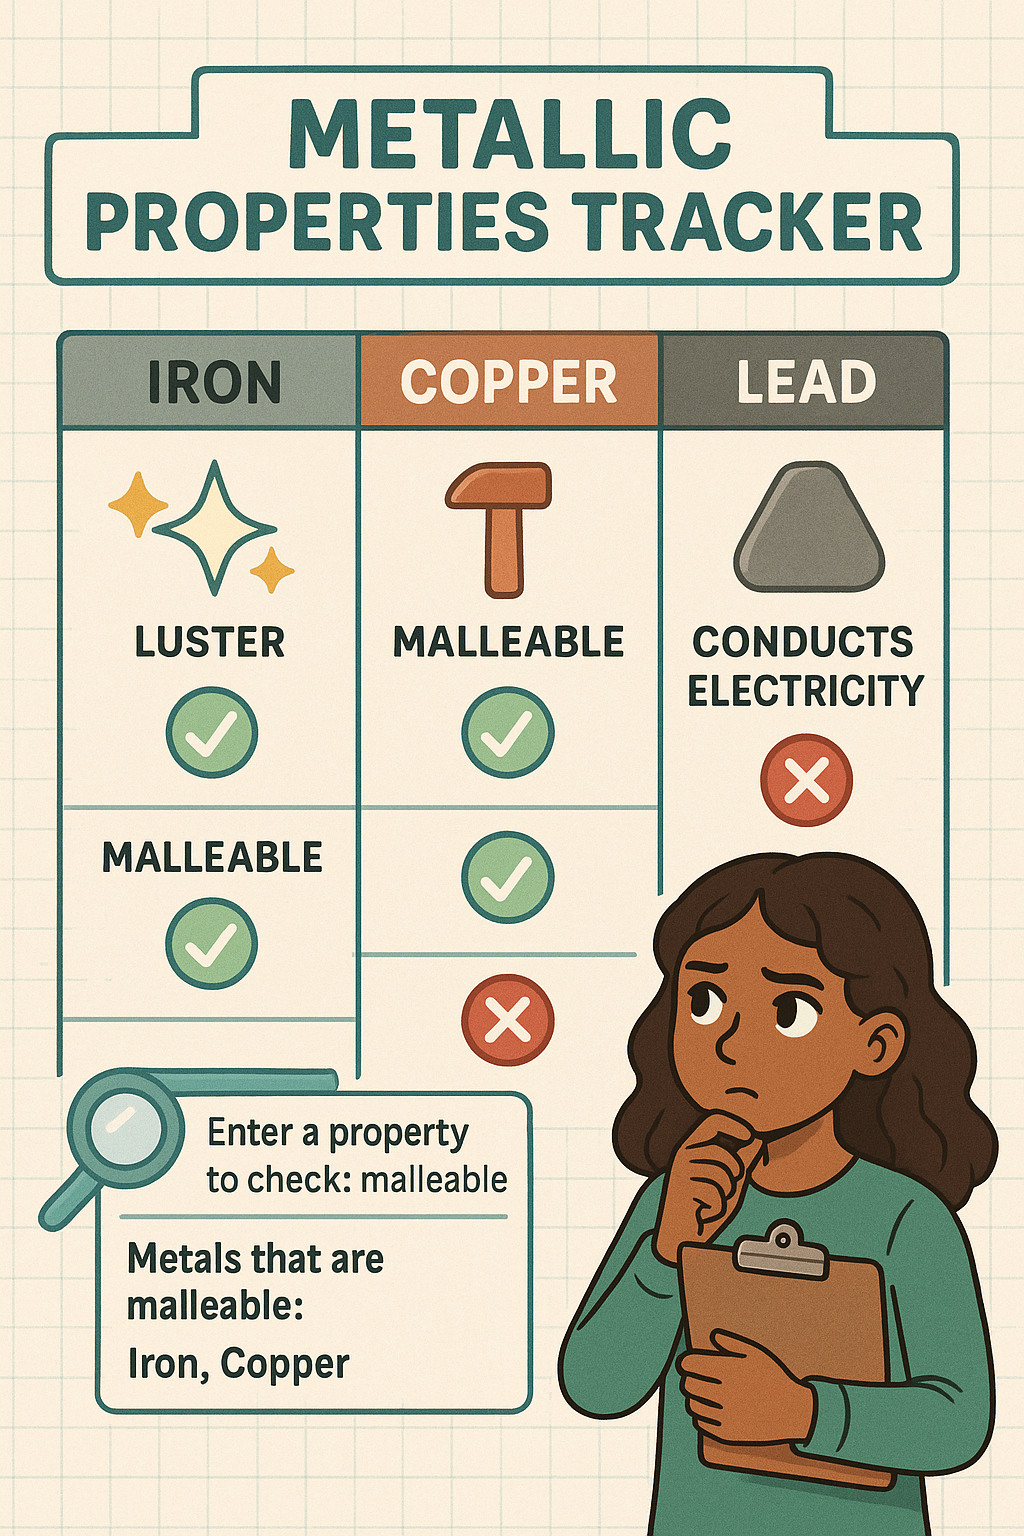 METALLIC
PROPERTIES TRACKER
IRON COPPER LEAD
LUSTER
MALLEABLE
MALLEABLE
CONDUCTS
ELECTRICITY
Enter a property
to check: malleable
Metals that are
malleable:
Iron, Copper